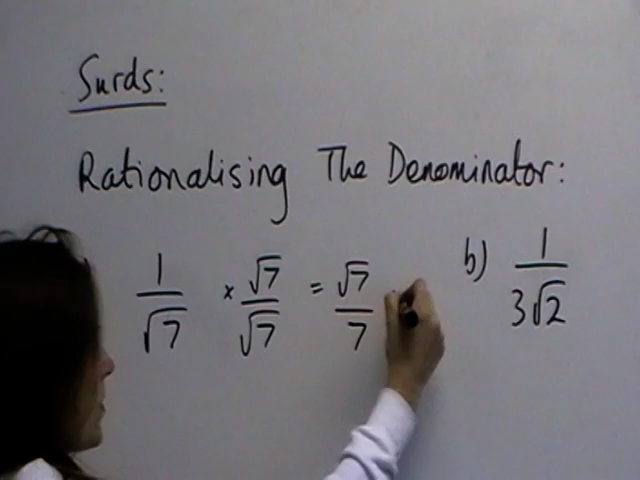 Surds:
Rationalising The Denominator:
1/√7 × √7/√7 = √7/7
b) 1/3√2